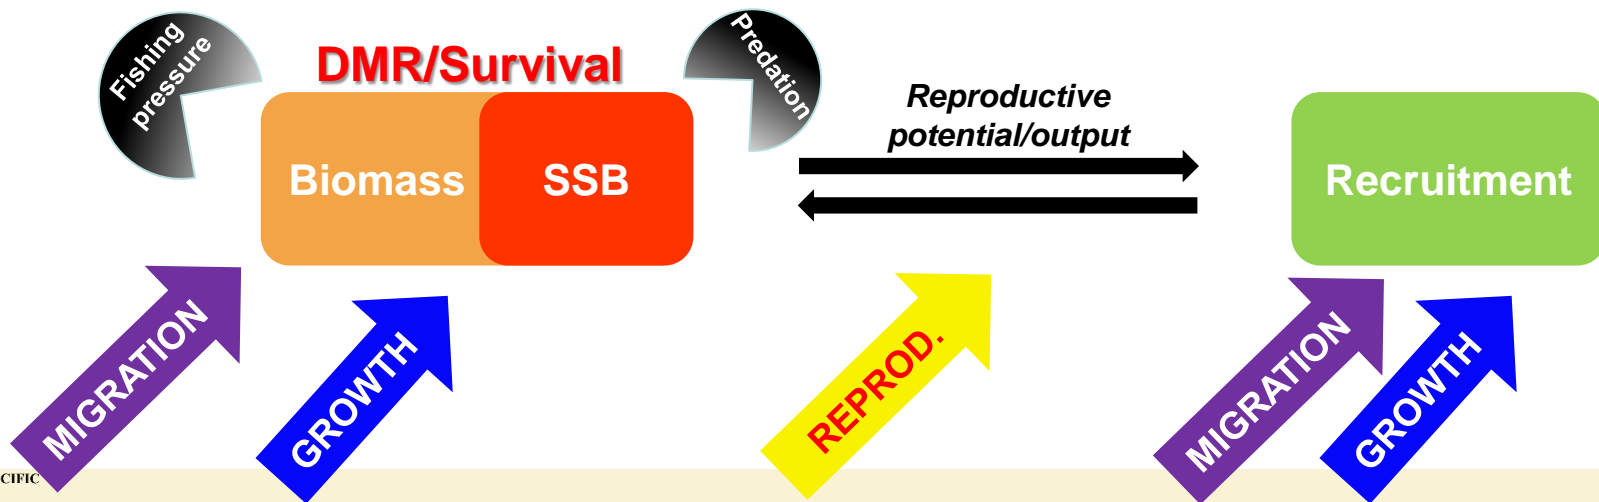 Fishing
pressure
DMR/Survival
Predation
Biomass
SSB
Reproductive
potential/output
Recruitment
MIGRATION
GROWTH
REPROD.
MIGRATION
GROWTH
CIFIC